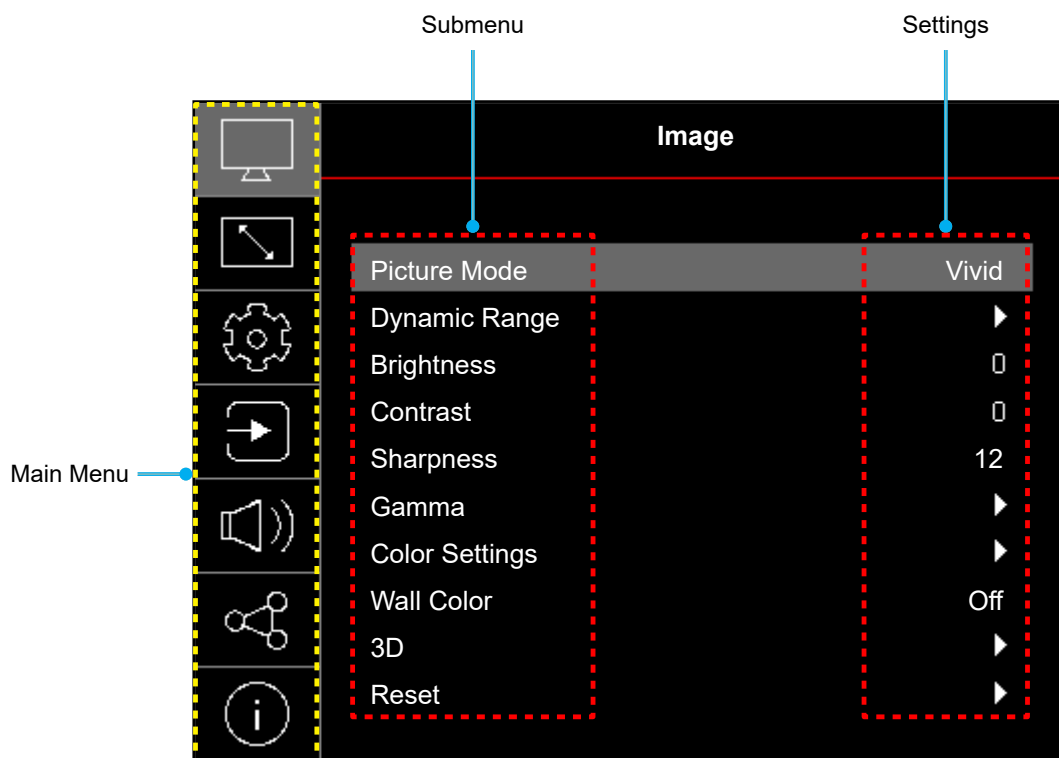 Submenu Settings
Image
Picture Mode Vivid
Dynamic Range
Brightness 0
Contrast 0
Main Menu
Sharpness 12
Gamma
Color Settings
Wall Color Off
3D
Reset
i